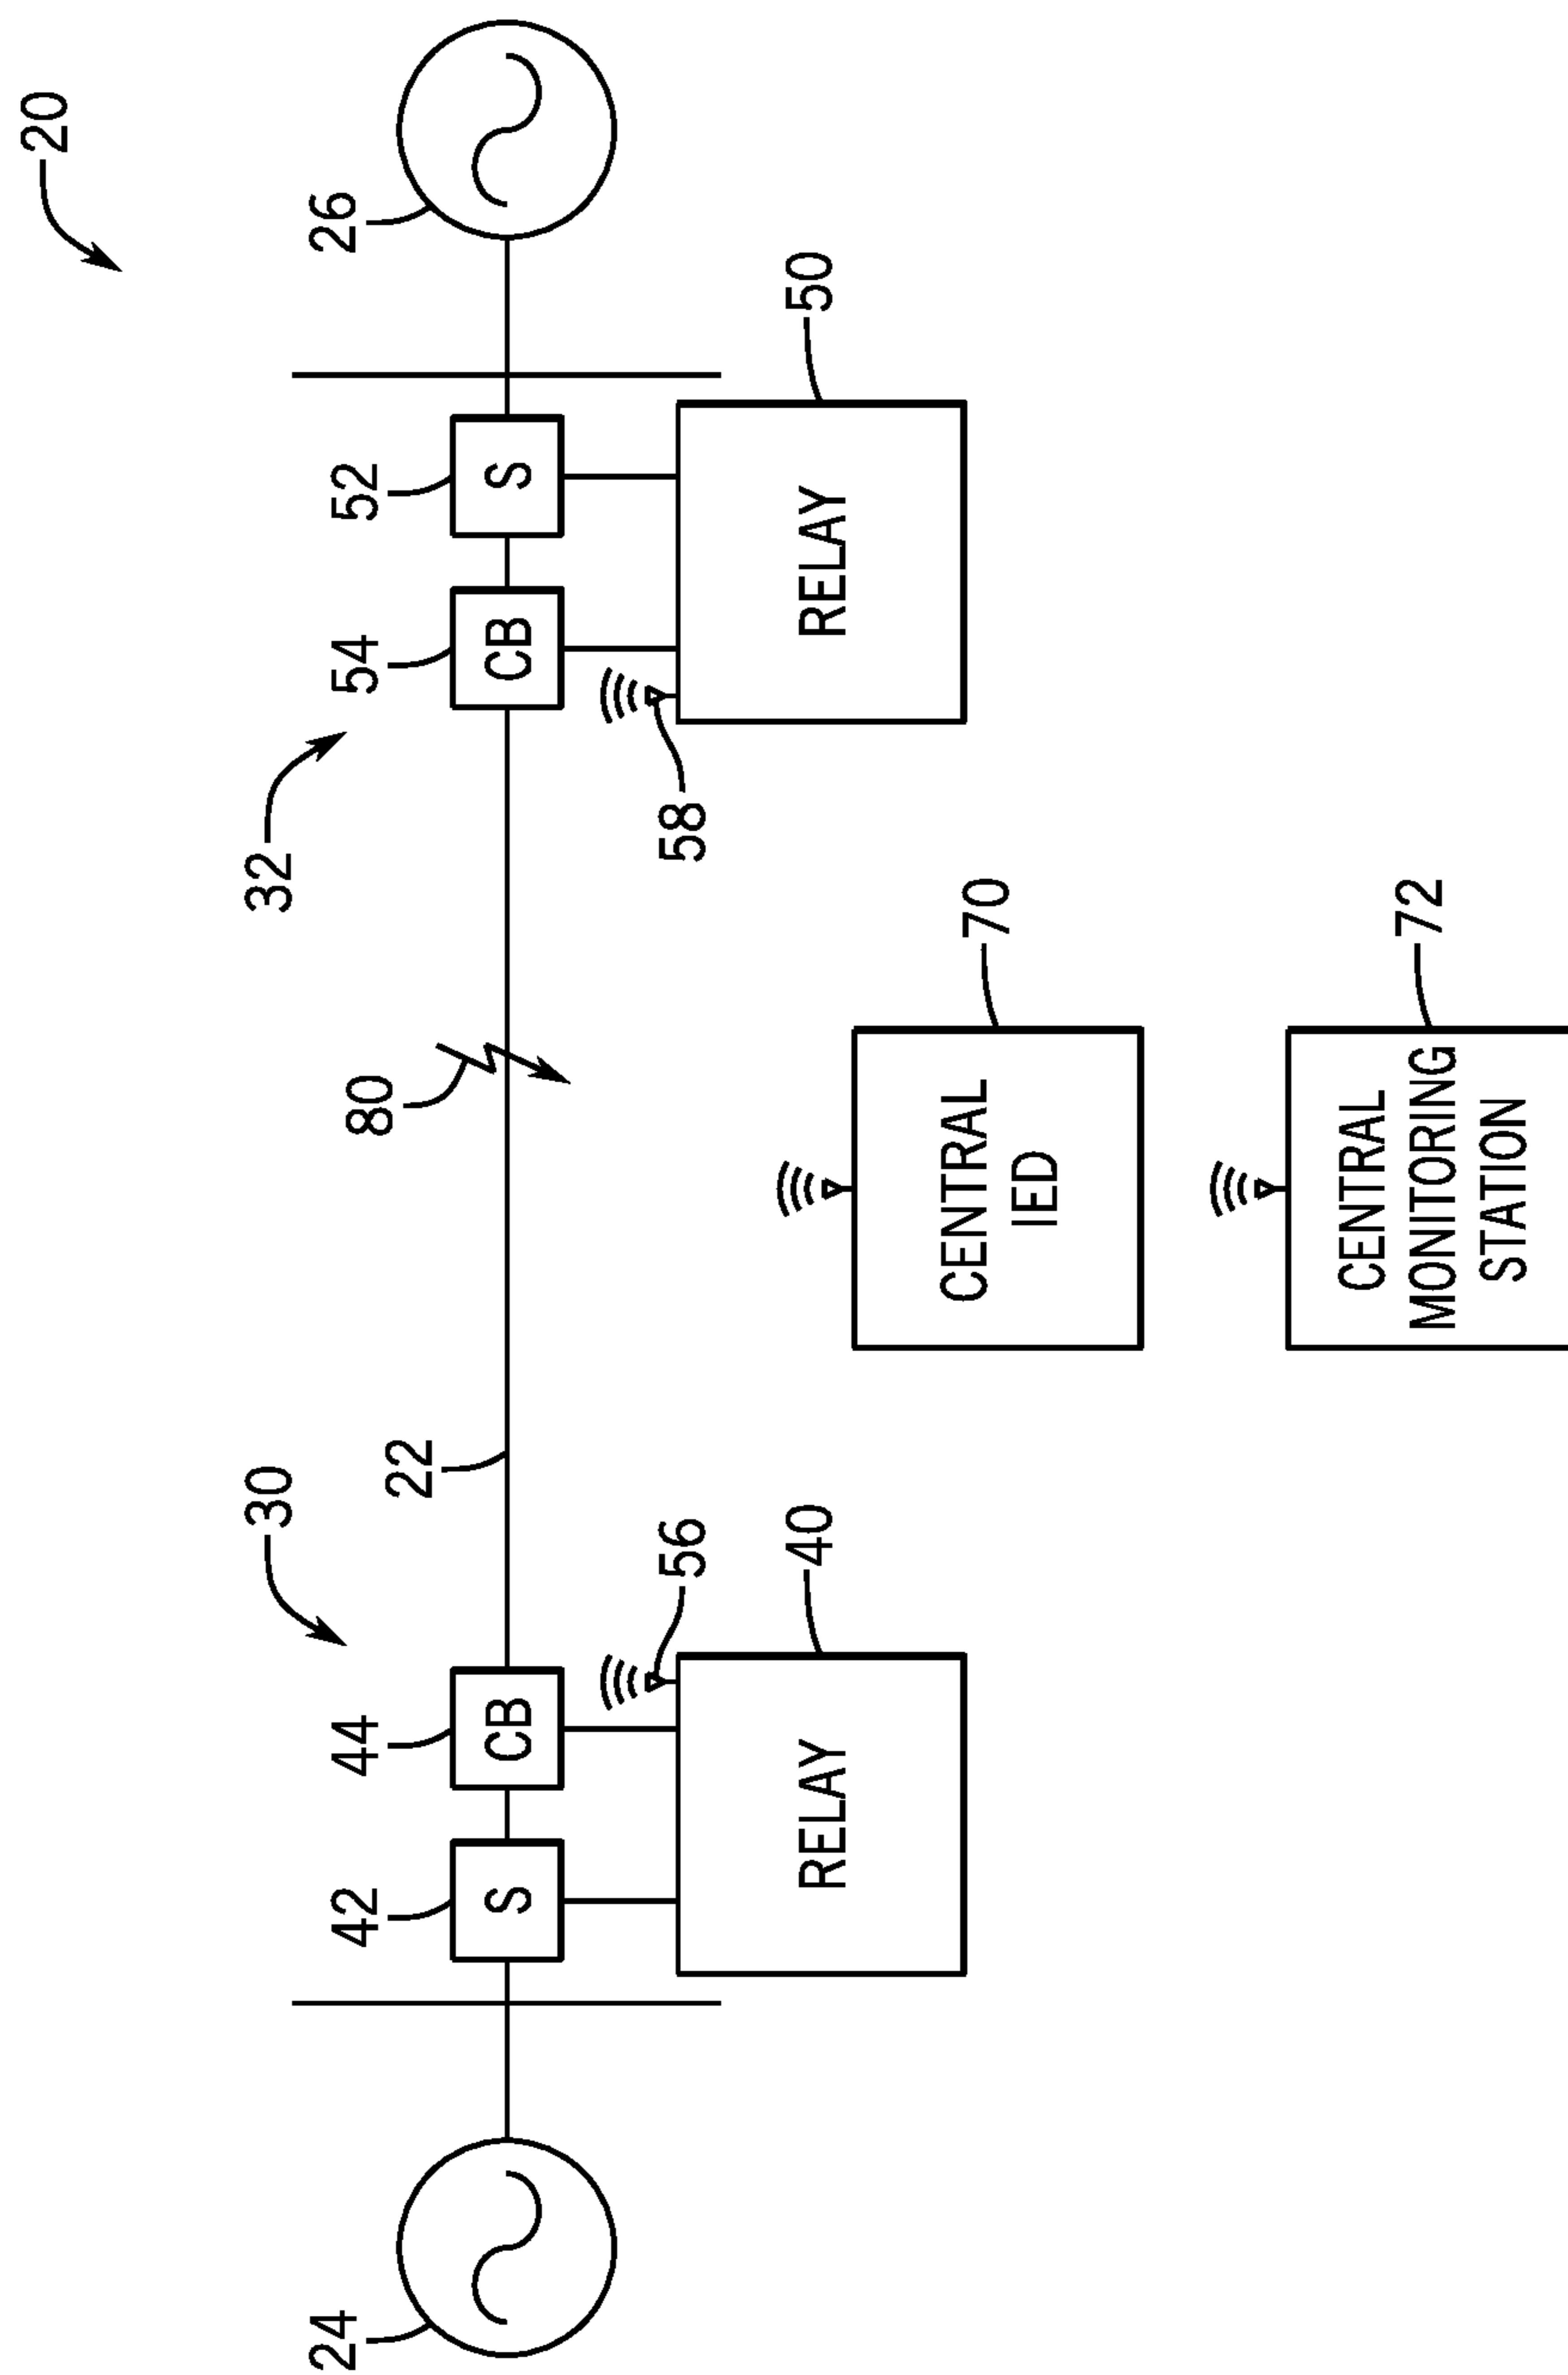 20
30
32
24
42
44
22
80
54
52
26
S
CB
CB
S
56
58
RELAY
40
RELAY
50
CENTRAL
IED
70
CENTRAL
MONITORING
STATION
72